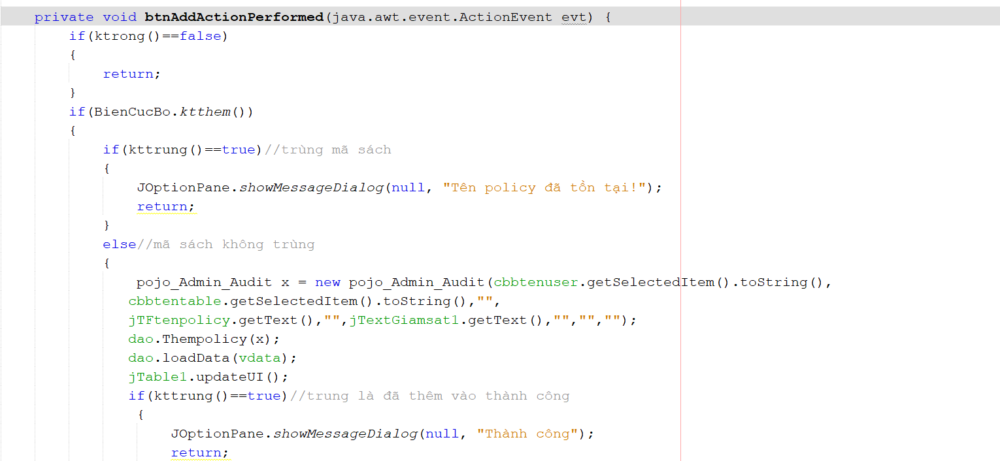 private void btnAddActionPerformed(java.awt.event.ActionEvent evt) {
if(ktrong()==false)
{
return;
}
if(BienCucBo.ktthem())
{
if(kttrung()==true)//trùng mã sách
{
JOptionPane.showMessageDialog(null, "Tên policy đã tồn tại!");
return;
}
else//mã sách không trùng
{
pojo_Admin_Audit x = new pojo_Admin_Audit(cbbtenuser.getSelectedItem().toString(),
cbbtentable.getSelectedItem().toString(),"",
jTFtenpolicy.getText(),"",jTextGiamsat1.getText(),"","","");
dao.Thempolicy(x);
dao.loadData(vdata);
jTable1.updateUI();
if(kttrung()==true)//trung là đã thêm vào thành công
{
JOptionPane.showMessageDialog(null, "Thành công");
return;